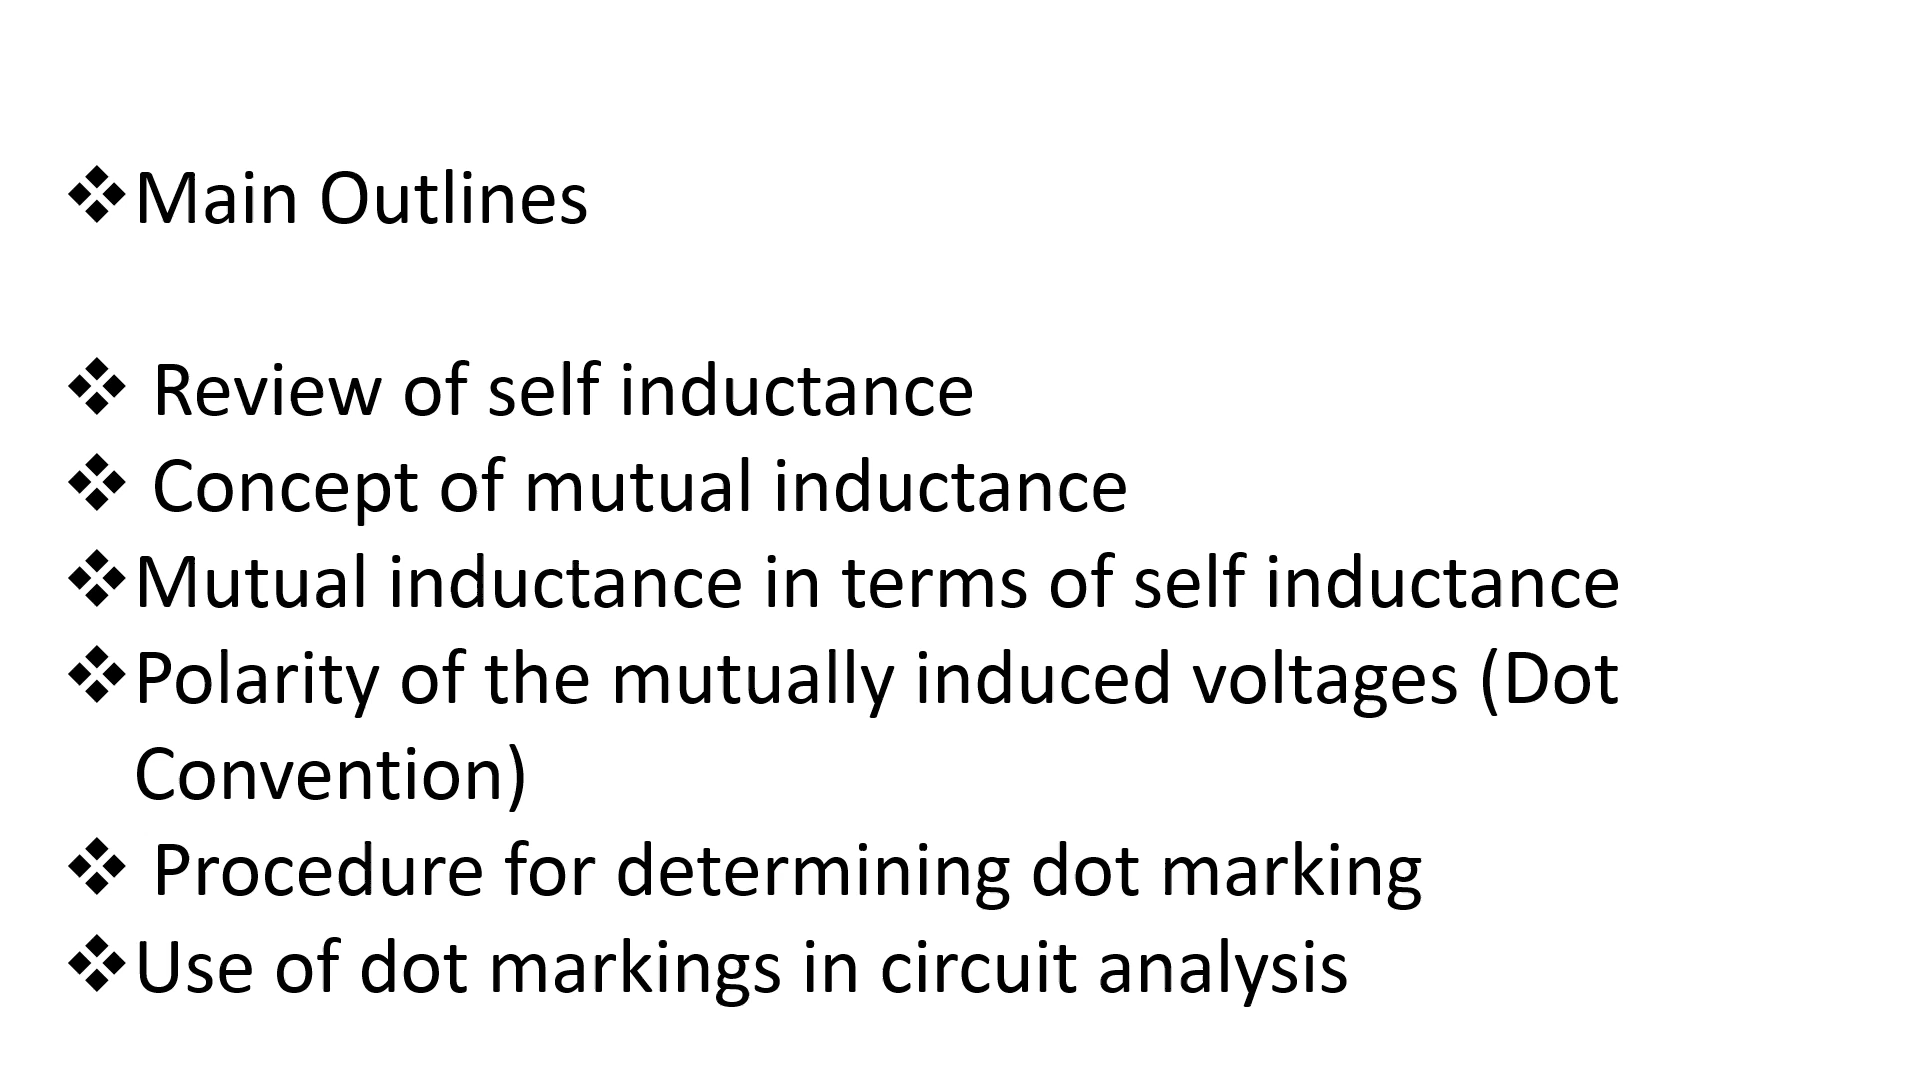 ❖Main Outlines
❖ Review of self inductance
❖ Concept of mutual inductance
❖Mutual inductance in terms of self inductance
❖Polarity of the mutually induced voltages (Dot
Convention)
❖ Procedure for determining dot marking
❖Use of dot markings in circuit analysis